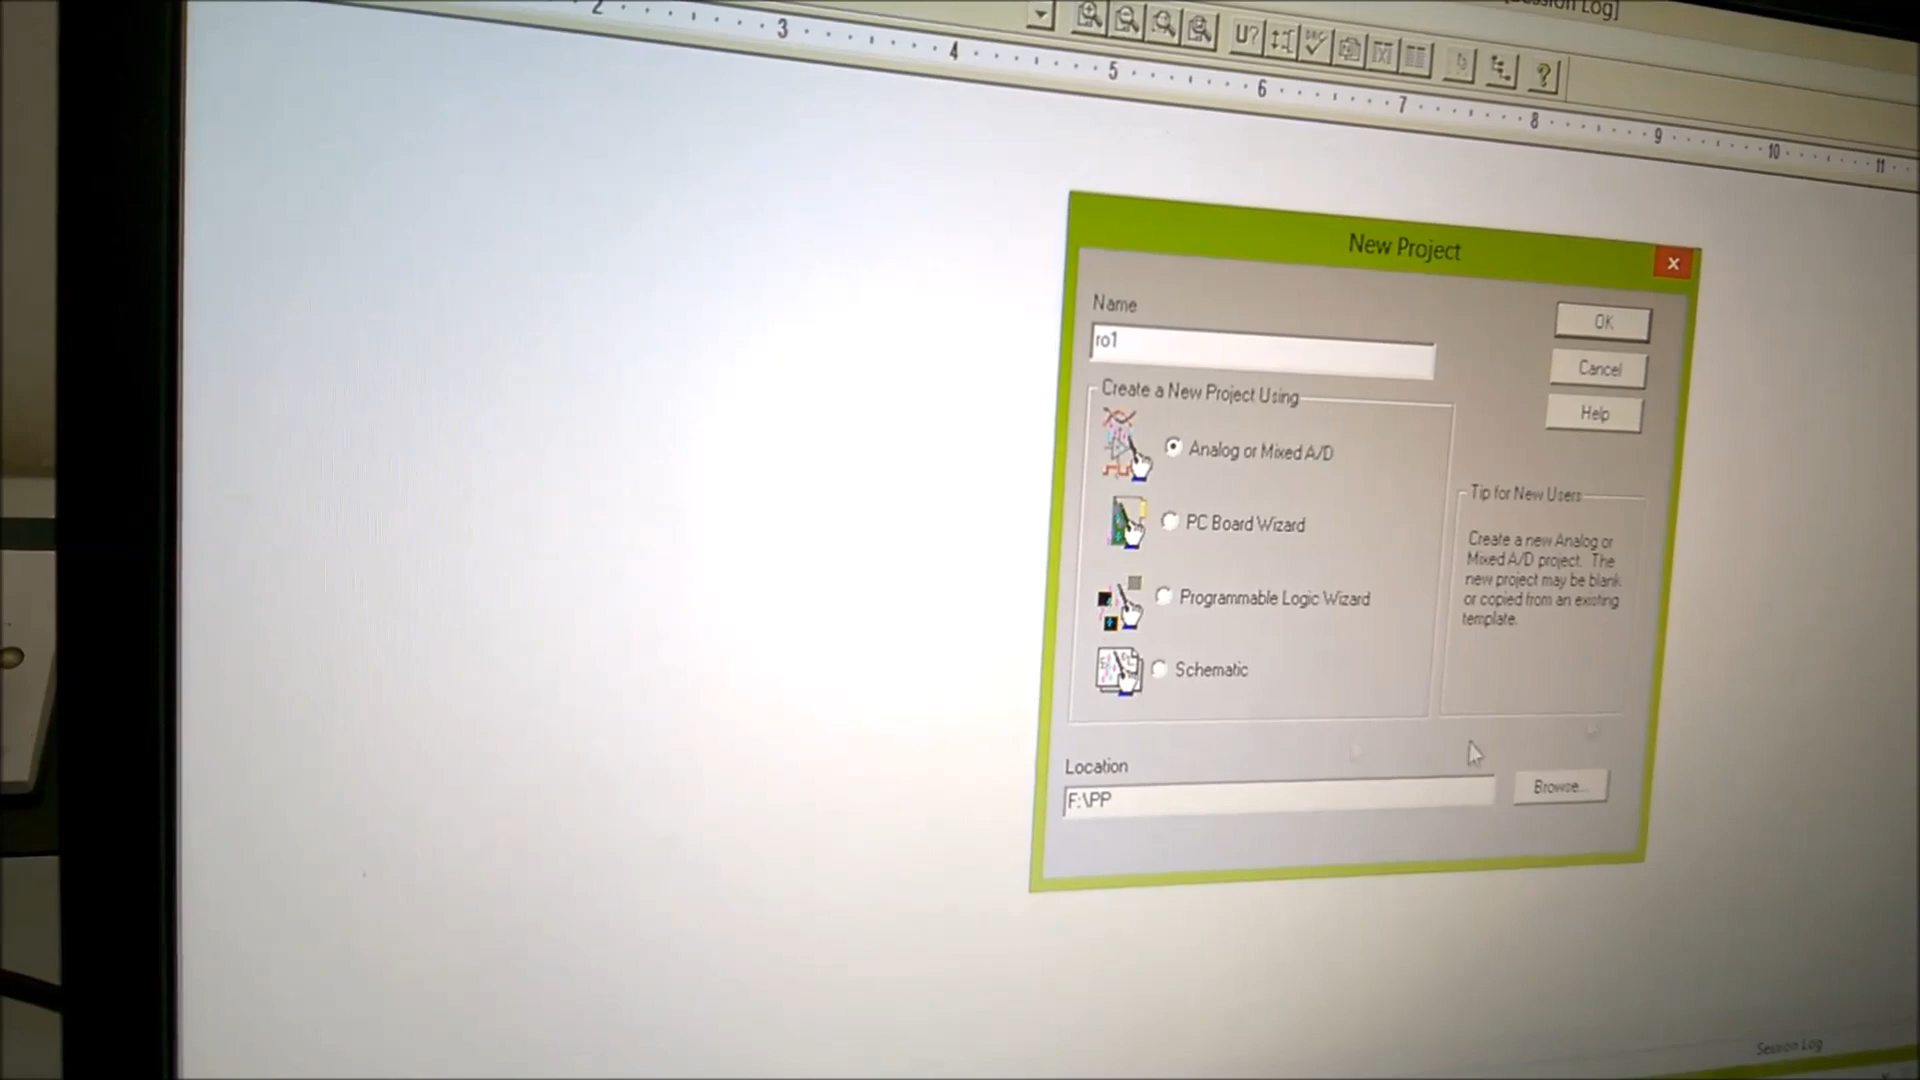 [Session Log]
U?
?
2 3 4 5 6 7 8 9 10 11
New Project
x
Name
ro1
OK
Cancel
Help
Create a New Project Using
Analog or Mixed A/D
PC Board Wizard
Programmable Logic Wizard
Schematic
Tip for New Users
Create a new Analog or
Mixed A/D project. The
new project may be blank
or copied from an existing
template.
Location
F:\PP
Browse...
Session Log